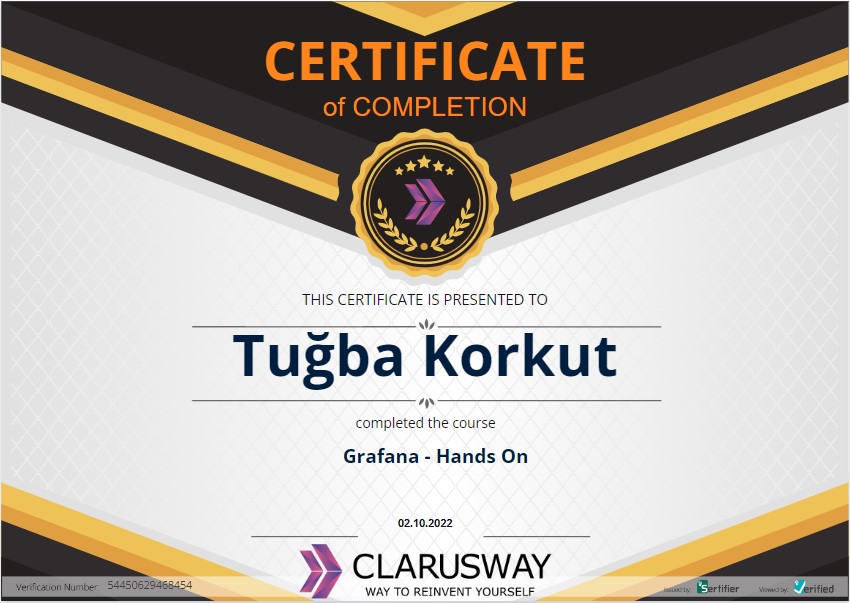 CERTIFICATE
of COMPLETION
THIS CERTIFICATE IS PRESENTED TO
Tuğba Korkut
completed the course
Grafana - Hands On
02.10.2022
CLARUSWAY
WAY TO REINVENT YOURSELF
Verification Number: 54450629468454
Issued by: Sertifier Viewed by: Verified